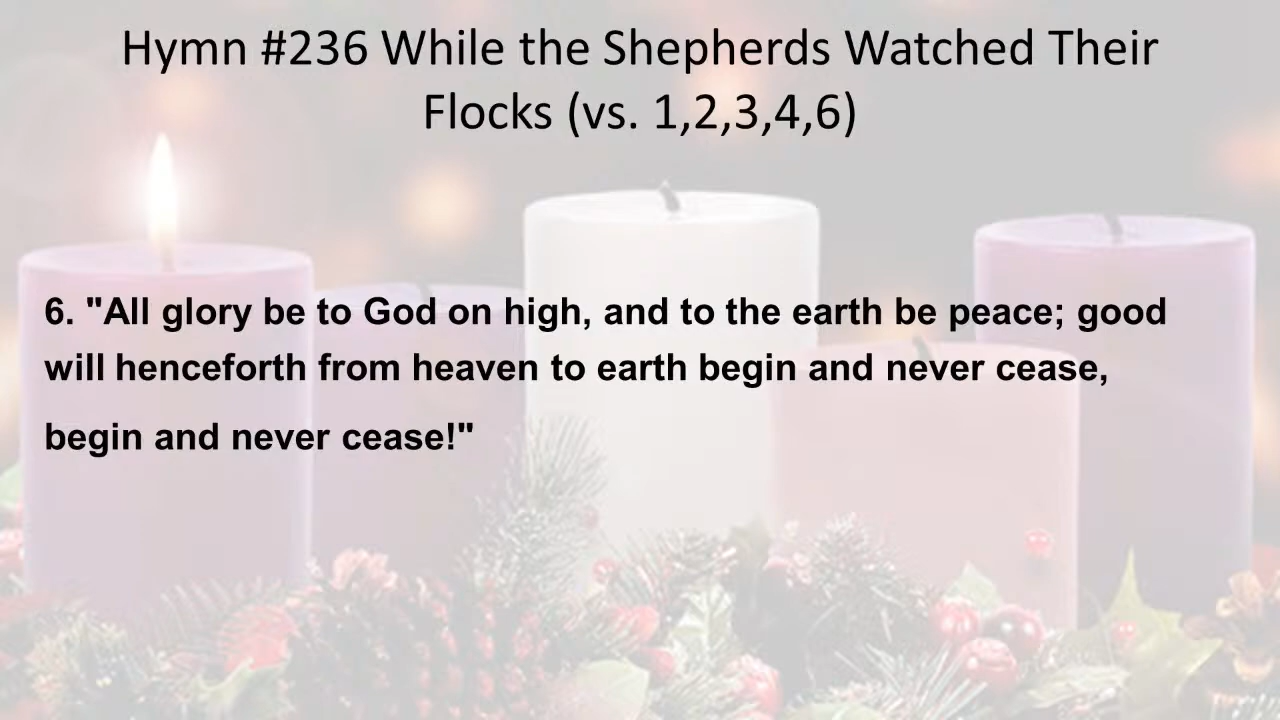 Hymn #236 While the Shepherds Watched Their
Flocks (vs. 1,2,3,4,6)
6. "All glory be to God on high, and to the earth be peace; good
will henceforth from heaven to earth begin and never cease,
begin and never cease!"